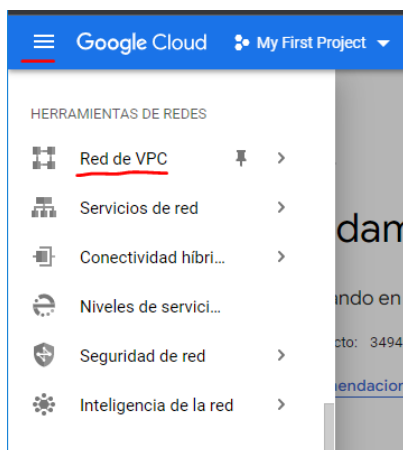 Google Cloud My First Project
HERRAMIENTAS DE REDES
Red de VPC
Servicios de red
Conectividad híbri...
Niveles de servici...
Seguridad de red
Inteligencia de la red
dam
ando en
cto: 3494
endacion